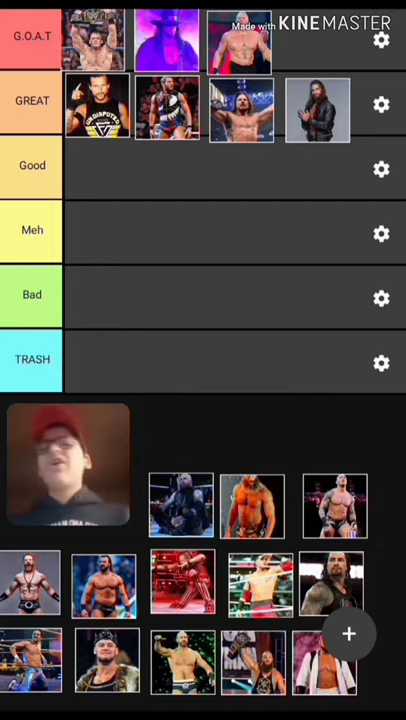 Made with KINEMASTER
G.O.A.T
GREAT
UNDISPUTED
Good
Meh
Bad
TRASH